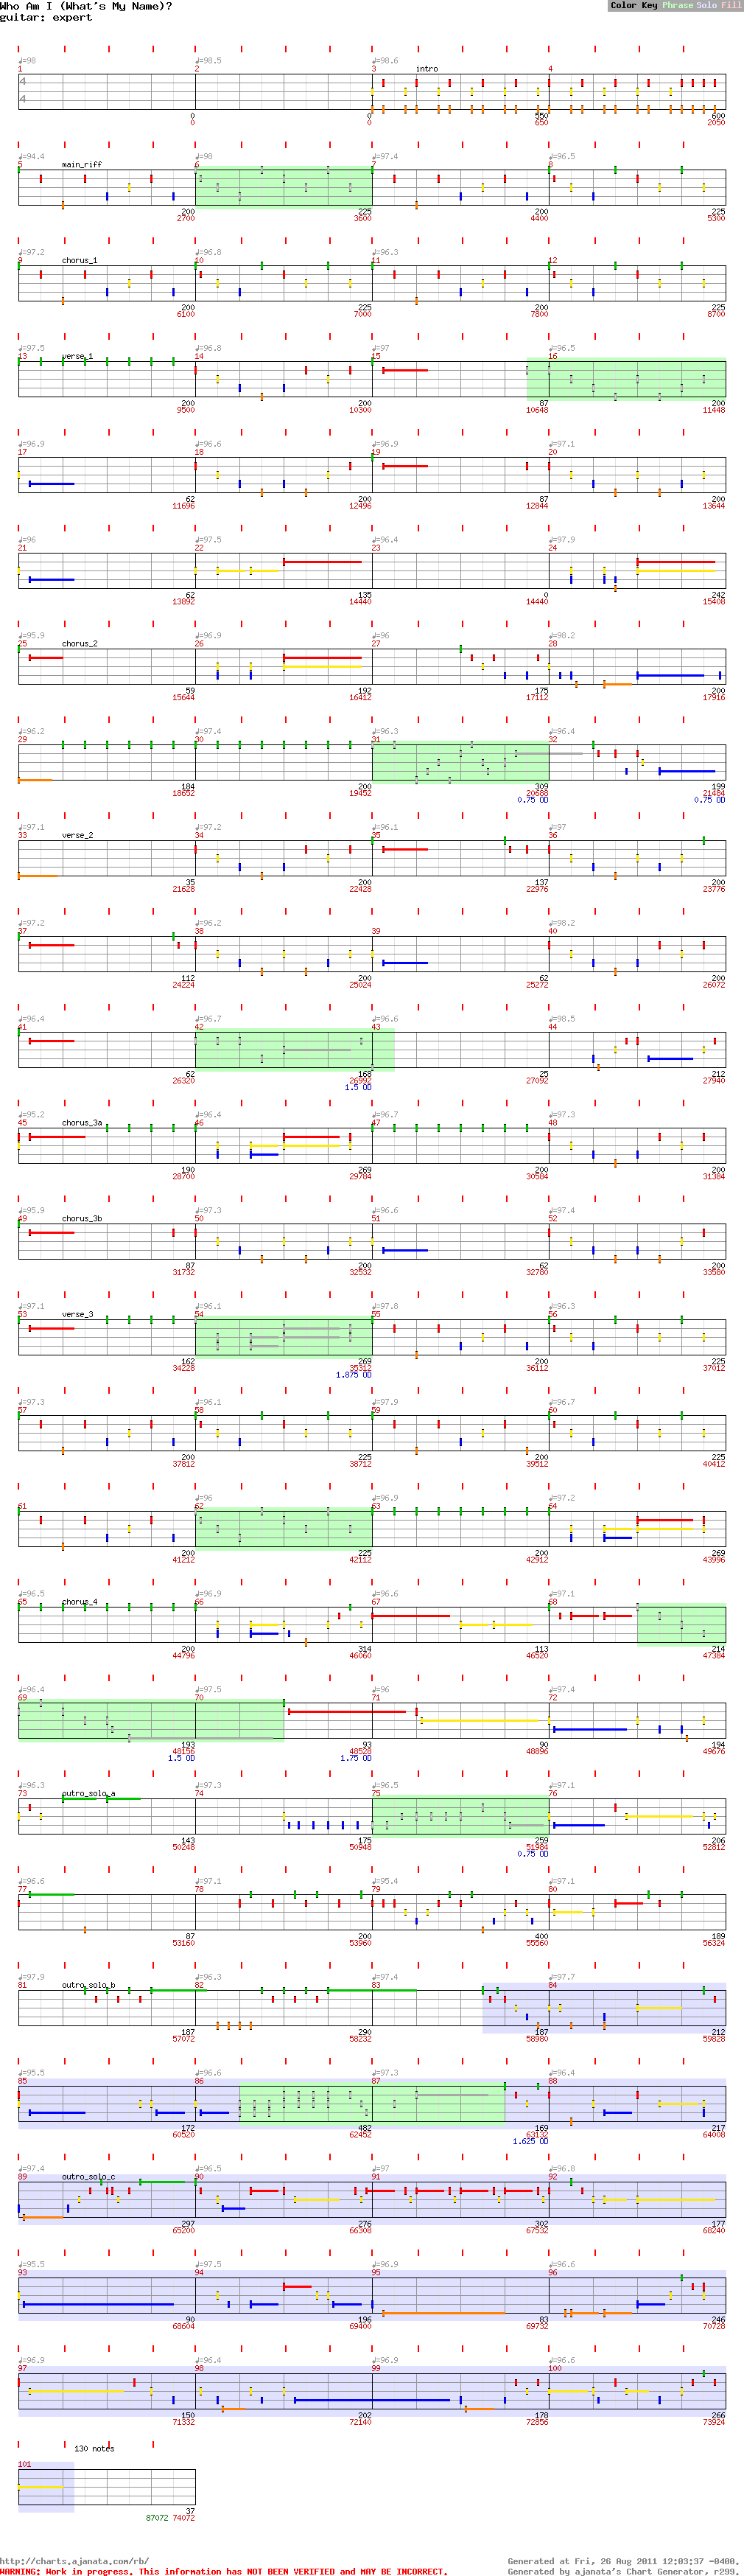 Who Am I (What's My Name)?
guitar: expert
Color Key Phrase Solo Fill
♩=98 ♩=98.5 ♩=98.6
1 2 3 intro 4
4
4
0 0 550 600
0 650 2050
♩=94.4 ♩=98 ♩=97.4 ♩=96.5
5 main_riff 6 7 8
200 225 200 225
2700 3600 4400 5300
♩=97.2 ♩=96.8 ♩=96.3
9 chorus_1 10 11 12
200 225 200 225
6100 7000 7800 8700
♩=97.5 ♩=96.8 ♩=97 ♩=96.5
13 verse_1 14 15 16
200 200 87 200
9500 10300 10648 11448
♩=96.9 ♩=96.6 ♩=96.9 ♩=97.1
17 18 19 20
62 200 87 200
11696 12496 12844 13644
♩=96 ♩=97.5 ♩=96.4 ♩=97.9
21 22 23 24
62 135 0 242
13892 14440 14440 15408
♩=95.9 ♩=96.9 ♩=96 ♩=98.2
25 chorus_2 26 27 28
59 192 175 200
15644 16412 17112 17916
♩=96.2 ♩=97.4 ♩=96.3 ♩=96.4
29 30 31 32
184 200 309 199
18652 19452 20688 21484
0.75 OD 0.75 OD
♩=97.1 ♩=97.2 ♩=96.1 ♩=97
33 verse_2 34 35 36
35 200 137 200
21628 22428 22976 23776
♩=97.2 ♩=96.2 ♩=98.2
37 38 39 40
112 200 62 200
24224 25024 25272 26072
♩=96.4 ♩=96.7 ♩=96.6 ♩=98.5
41 42 43 44
62 168 25 212
26320 26992 27092 27940
1.5 OD
♩=95.2 ♩=96.4 ♩=96.7 ♩=97.3
45 chorus_3a 46 47 48
190 269 200 200
28700 29784 30584 31384
♩=95.9 ♩=97.3 ♩=96.6 ♩=97.4
49 chorus_3b 50 51 52
87 200 62 200
31732 32532 32780 33580
♩=97.1 ♩=96.1 ♩=97.8 ♩=96.3
53 verse_3 54 55 56
162 269 200 225
34228 35312 36112 37012
1.875 OD
♩=97.3 ♩=96.1 ♩=97.9 ♩=96.7
57 58 59 60
200 225 200 225
37812 38712 39512 40412
♩=96 ♩=96.9 ♩=97.2
61 62 63 64
200 225 200 269
41212 42112 42912 43996
♩=96.5 ♩=96.9 ♩=96.6 ♩=97.1
65 chorus_4 66 67 68
200 314 113 214
44796 46060 46520 47384
♩=96.4 ♩=97.5 ♩=96 ♩=97.4
69 70 71 72
193 93 90 194
48156 48528 48896 49676
1.5 OD 1.75 OD
♩=96.3 ♩=97.3 ♩=96.5 ♩=97.1
73 outro_solo_a 74 75 76
143 175 259 206
50248 50948 51984 52812
0.75 OD
♩=96.6 ♩=97.1 ♩=95.4 ♩=97.1
77 78 79 80
87 200 400 189
53160 53960 55560 56324
♩=97.9 ♩=96.3 ♩=97.4 ♩=97.7
81 outro_solo_b 82 83 84
187 290 187 212
57072 58232 58980 59828
♩=95.5 ♩=96.6 ♩=97.3 ♩=96.4
85 86 87 88
172 482 169 217
60520 62452 63132 64008
1.625 OD
♩=97.4 ♩=96.5 ♩=97 ♩=96.8
89 outro_solo_c 90 91 92
297 276 302 177
65200 66308 67532 68240
♩=95.5 ♩=97.5 ♩=96.9 ♩=96.6
93 94 95 96
90 196 83 246
68604 69400 69732 70728
♩=96.9 ♩=96.4 ♩=96.9 ♩=96.6
97 98 99 100
150 202 178 266
71332 72140 72856 73924
130 notes
101
37
87072 74072
http://charts.ajanata.com/rb/ Generated at Fri, 26 Aug 2011 12:03:37 -0400.
WARNING: Work in progress. This information has NOT BEEN VERIFIED and MAY BE INCORRECT. Generated by ajanata's Chart Generator, r299.